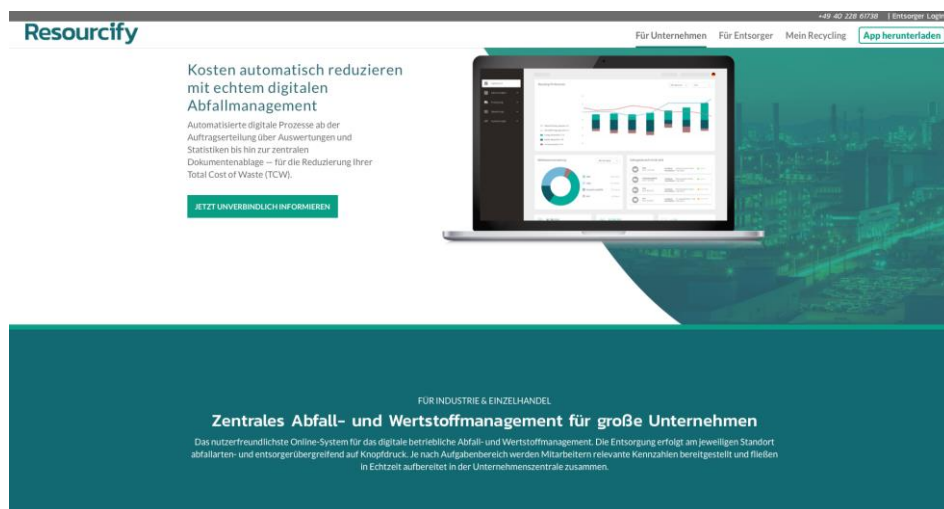 +49 40 228 61738 | Entsorger Login
Resourcify
Für Unternehmen Für Entsorger Mein Recycling App herunterladen
Kosten automatisch reduzieren
mit echtem digitalen
Abfallmanagement
Automatisierte digitale Prozesse ab der
Auftragserteilung über Auswertungen und
Statistiken bis hin zur zentralen
Dokumentenablage — für die Reduzierung Ihrer
Total Cost of Waste (TCW).
JETZT UNVERBINDLICH INFORMIEREN
FÜR INDUSTRIE & EINZELHANDEL
Zentrales Abfall- und Wertstoffmanagement für große Unternehmen
Das nutzerfreundlichste Online-System für das digitale betriebliche Abfall- und Wertstoffmanagement. Die Entsorgung erfolgt am jeweiligen Standort
abfallarten- und entsorgerübergreifend auf Knopfdruck. Je nach Aufgabenbereich werden Mitarbeitern relevante Kennzahlen bereitgestellt und fließen
in Echtzeit aufbereitet in der Unternehmenszentrale zusammen.